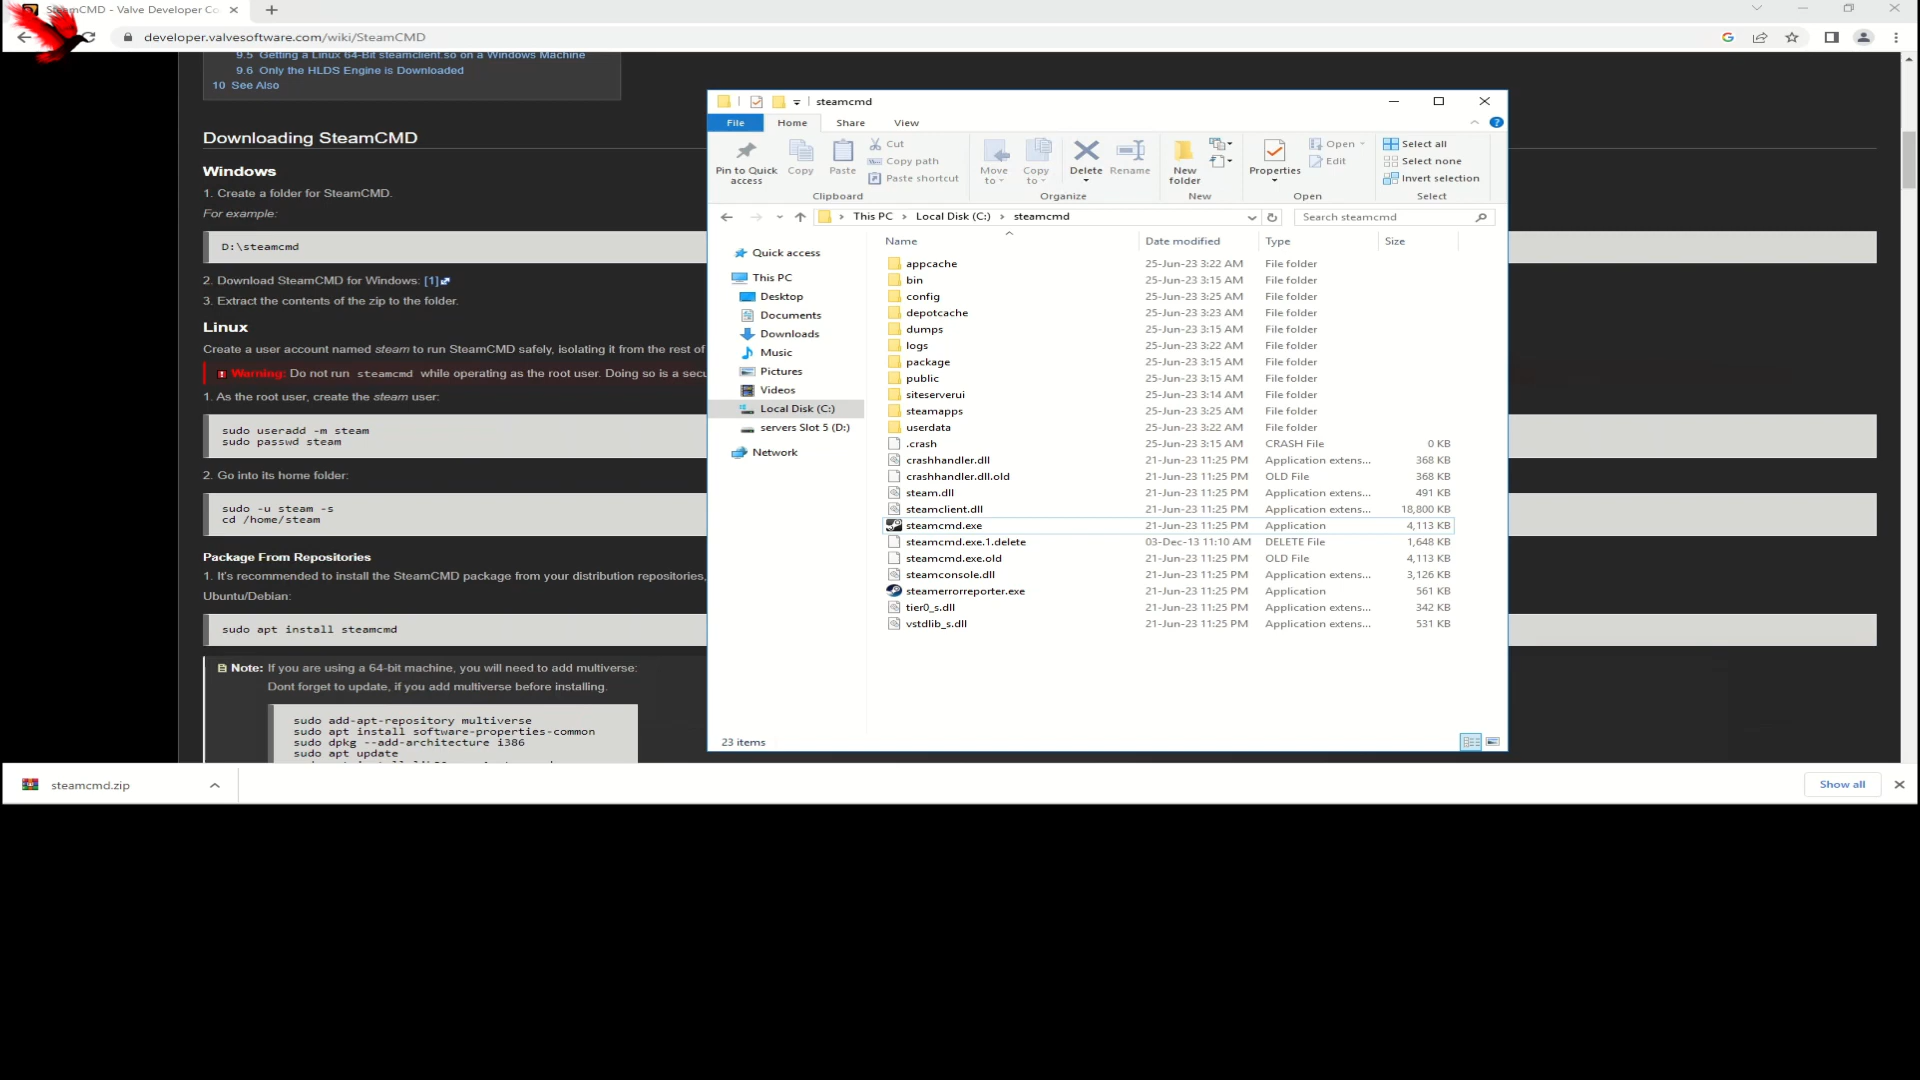 SteamCMD - Valve Developer Co
developer.valvesoftware.com/wiki/SteamCMD
9.5 Getting a Linux 64-Bit steamclient.so on a Windows Machine
9.6 Only the HLDS Engine is Downloaded
10 See Also
Downloading SteamCMD
Windows
1. Create a folder for SteamCMD.
For example:
D:\steamcmd
2. Download SteamCMD for Windows: [1]
3. Extract the contents of the zip to the folder.
Linux
Create a user account named steam to run SteamCMD safely, isolating it from the rest of
Warning: Do not run steamcmd while operating as the root user. Doing so is a secu
1. As the root user, create the steam user:
sudo useradd -m steam
sudo passwd steam
2. Go into its home folder:
sudo -u steam -s
cd /home/steam
Package From Repositories
1. It's recommended to install the SteamCMD package from your distribution repositories,
Ubuntu/Debian:
sudo apt install steamcmd
Note: If you are using a 64-bit machine, you will need to add multiverse:
Dont forget to update, if you add multiverse before installing.
sudo add-apt-repository multiverse
sudo apt install software-properties-common
sudo dpkg --add-architecture i386
sudo apt update
steamcmd
File Home Share View
Pin to Quick access
Copy
Paste
Cut
Copy path
Paste shortcut
Clipboard
Move to
Copy to
Delete
Rename
Organize
New folder
New
Properties
Open
Edit
Open
Select all
Select none
Invert selection
Select
This PC > Local Disk (C:) > steamcmd
Search steamcmd
Quick access
This PC
Desktop
Documents
Downloads
Music
Pictures
Videos
Local Disk (C:)
servers Slot 5 (D:)
Network
Name Date modified Type Size
appcache 25-Jun-23 3:22 AM File folder
bin 25-Jun-23 3:15 AM File folder
config 25-Jun-23 3:25 AM File folder
depotcache 25-Jun-23 3:23 AM File folder
dumps 25-Jun-23 3:15 AM File folder
logs 25-Jun-23 3:22 AM File folder
package 25-Jun-23 3:15 AM File folder
public 25-Jun-23 3:15 AM File folder
siteserverui 25-Jun-23 3:14 AM File folder
steamapps 25-Jun-23 3:25 AM File folder
userdata 25-Jun-23 3:22 AM File folder
.crash 25-Jun-23 3:15 AM CRASH File 0 KB
crashhandler.dll 21-Jun-23 11:25 PM Application extens... 368 KB
crashhandler.dll.old 21-Jun-23 11:25 PM OLD File 368 KB
steam.dll 21-Jun-23 11:25 PM Application extens... 491 KB
steamclient.dll 21-Jun-23 11:25 PM Application extens... 18,800 KB
steamcmd.exe 21-Jun-23 11:25 PM Application 4,113 KB
steamcmd.exe.1.delete 03-Dec-13 11:10 AM DELETE File 1,648 KB
steamcmd.exe.old 21-Jun-23 11:25 PM OLD File 4,113 KB
steamconsole.dll 21-Jun-23 11:25 PM Application extens... 3,126 KB
steamerrorreporter.exe 21-Jun-23 11:25 PM Application 561 KB
tier0_s.dll 21-Jun-23 11:25 PM Application extens... 342 KB
vstdlib_s.dll 21-Jun-23 11:25 PM Application extens... 531 KB
23 items
steamcmd.zip
Show all